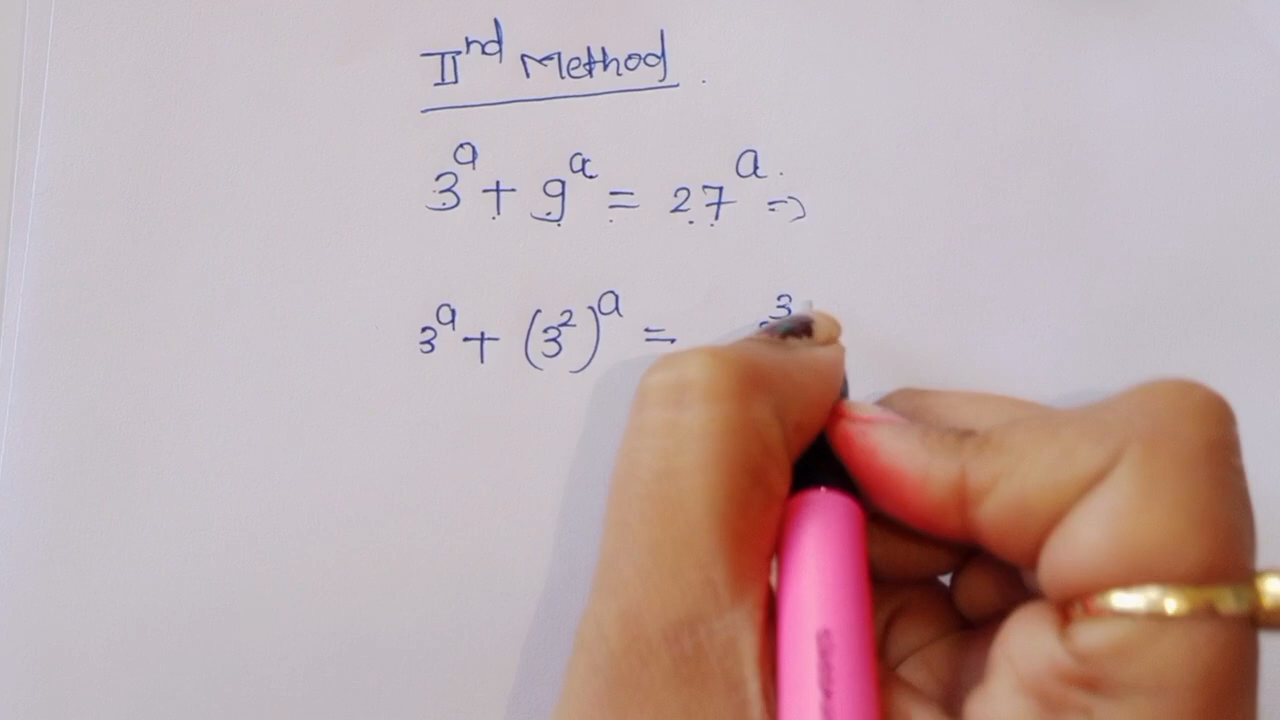 IInd Method.
3^a + 9^a = 27^a. =>
3^a + (3^2)^a = 3